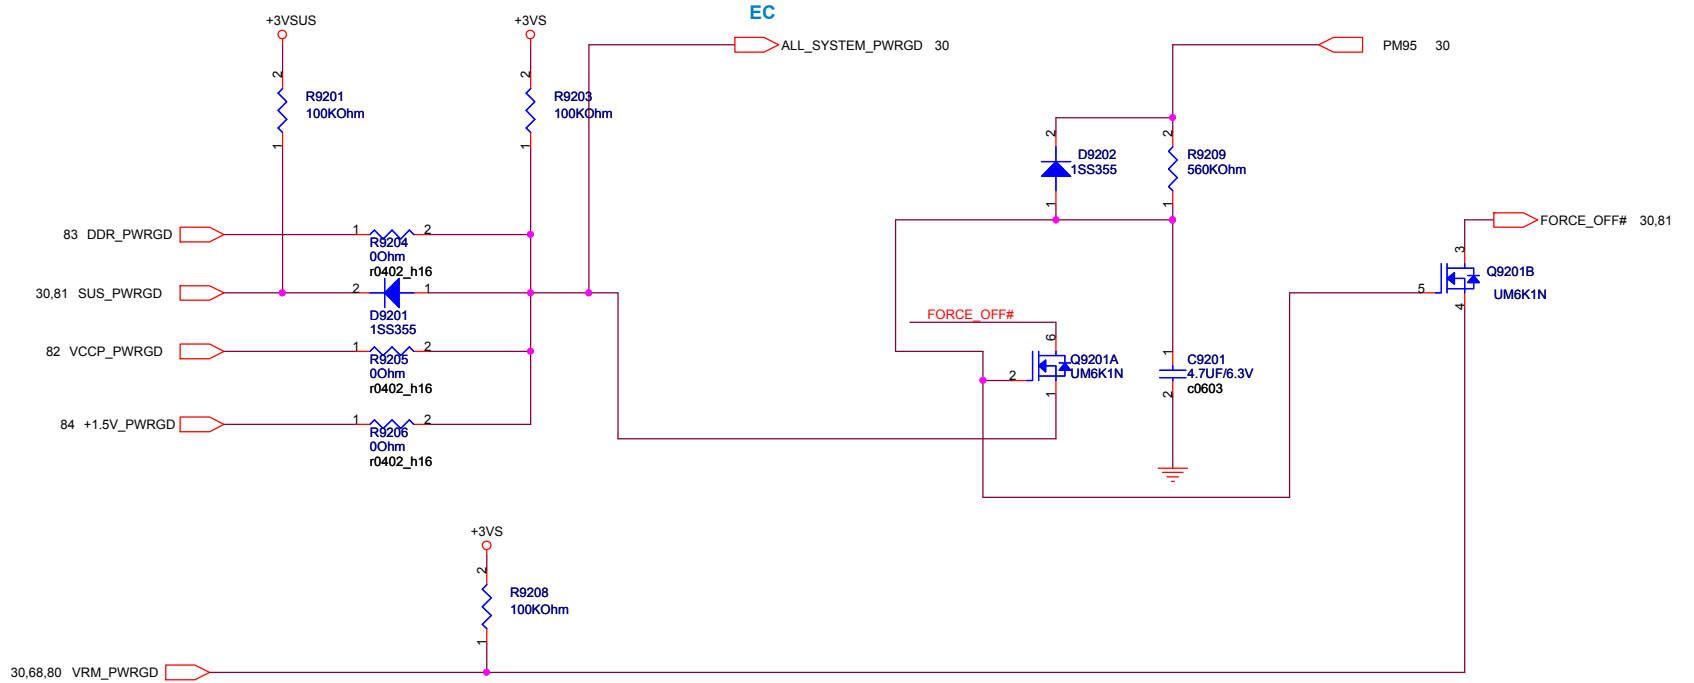 EC
+3VSUS
+3VS
ALL_SYSTEM_PWRGD 30
PM95 30
2
2
R9201
100KOhm
R9203
100KOhm
1
1
2
2
D9202
1SS355
R9209
560KOhm
1
1
83 DDR_PWRGD
1
2
R9204
0Ohm
r0402_h16
FORCE_OFF# 30,81
3
Q9201B
UM6K1N
5
4
30,81 SUS_PWRGD
2
1
D9201
1SS355
FORCE_OFF#
6
82 VCCP_PWRGD
1
2
R9205
0Ohm
r0402_h16
Q9201A
UM6K1N
2
1
1
C9201
4.7UF/6.3V
c0603
2
84 +1.5V_PWRGD
1
2
R9206
0Ohm
r0402_h16
+3VS
2
R9208
100KOhm
1
30,68,80 VRM_PWRGD